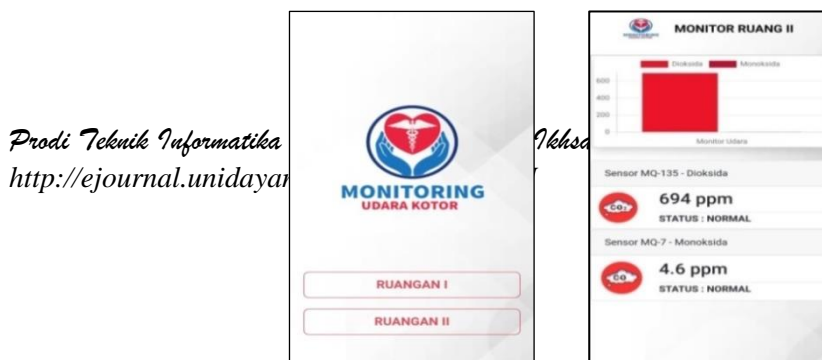 Prodi Teknik Informatika
http://ejournal.unidayan
MONITORING
UDARA KOTOR
RUANGAN I
RUANGAN II
MONITOR RUANG II
Dioksida Monoksida
600
400
200
0
Monitor Udara
Sensor MQ-135 - Dioksida
CO₂
694 ppm
STATUS : NORMAL
Sensor MQ-7 - Monoksida
CO
4.6 ppm
STATUS : NORMAL